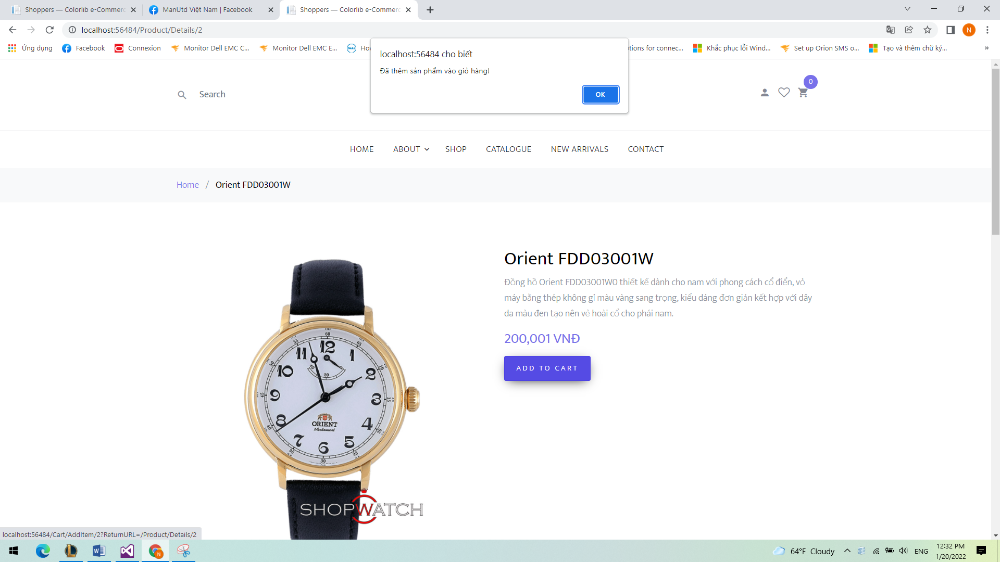 Shoppers — Colorlib e-Commerc
ManUtd Việt Nam | Facebook
Shoppers — Colorlib e-Commerc
localhost:56484/Product/Details/2
N
Ứng dụng
Facebook
Connexion
Monitor Dell EMC C...
Monitor Dell EMC E...
Khắc phục lỗi Wind...
Set up Orion SMS o...
Tạo và thêm chữ ký...
»
localhost:56484 cho biết
Đã thêm sản phẩm vào giỏ hàng!
OK
Search
0
HOME
ABOUT
SHOP
CATALOGUE
NEW ARRIVALS
CONTACT
Home / Orient FDD03001W
Orient FDD03001W
Đồng hồ Orient FDD03001W0 thiết kế dành cho nam với phong cách cổ điển, vỏ
máy bằng thép không gỉ màu vàng sang trọng, kiểu dáng đơn giản kết hợp với dây
da màu đen tạo nên vẻ hoài cổ cho phái nam.
200,001 VNĐ
ADD TO CART
60
12
1
2
3
4
5
6
7
8
9
10
11
20
30
ORIENT
Mechanical
SHOPWATCH
localhost:56484/Cart/AddItem/2?ReturnURL=/Product/Details/2
64°F Cloudy
ENG
12:32 PM
1/20/2022